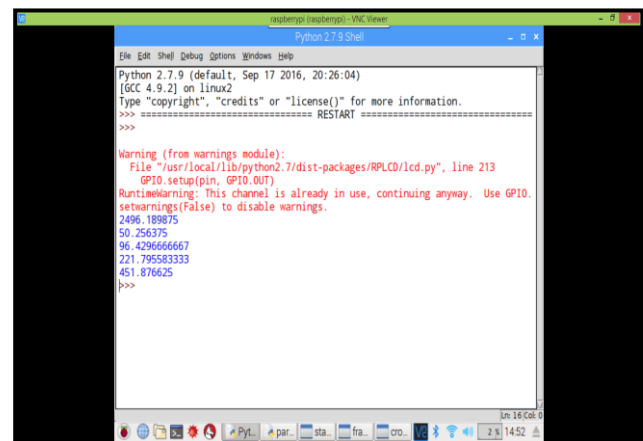 raspberrypi (raspberrypi) - VNC Viewer
Python 2.7.9 Shell
File Edit Shell Debug Options Windows Help
Python 2.7.9 (default, Sep 17 2016, 20:26:04)
[GCC 4.9.2] on linux2
Type "copyright", "credits" or "license()" for more information.
>>> ================================ RESTART ================================
>>>
Warning (from warnings module):
File "/usr/local/lib/python2.7/dist-packages/RPLCD/lcd.py", line 213
GPIO.setup(pin, GPIO.OUT)
RuntimeWarning: This channel is already in use, continuing anyway.  Use GPIO.
setwarnings(False) to disable warnings.
2496.189875
50.256375
96.4296666667
221.795583333
451.876625
>>>
Ln: 16 Col: 0
Pyt... par... sta... fra... cro... 2 % 14:52